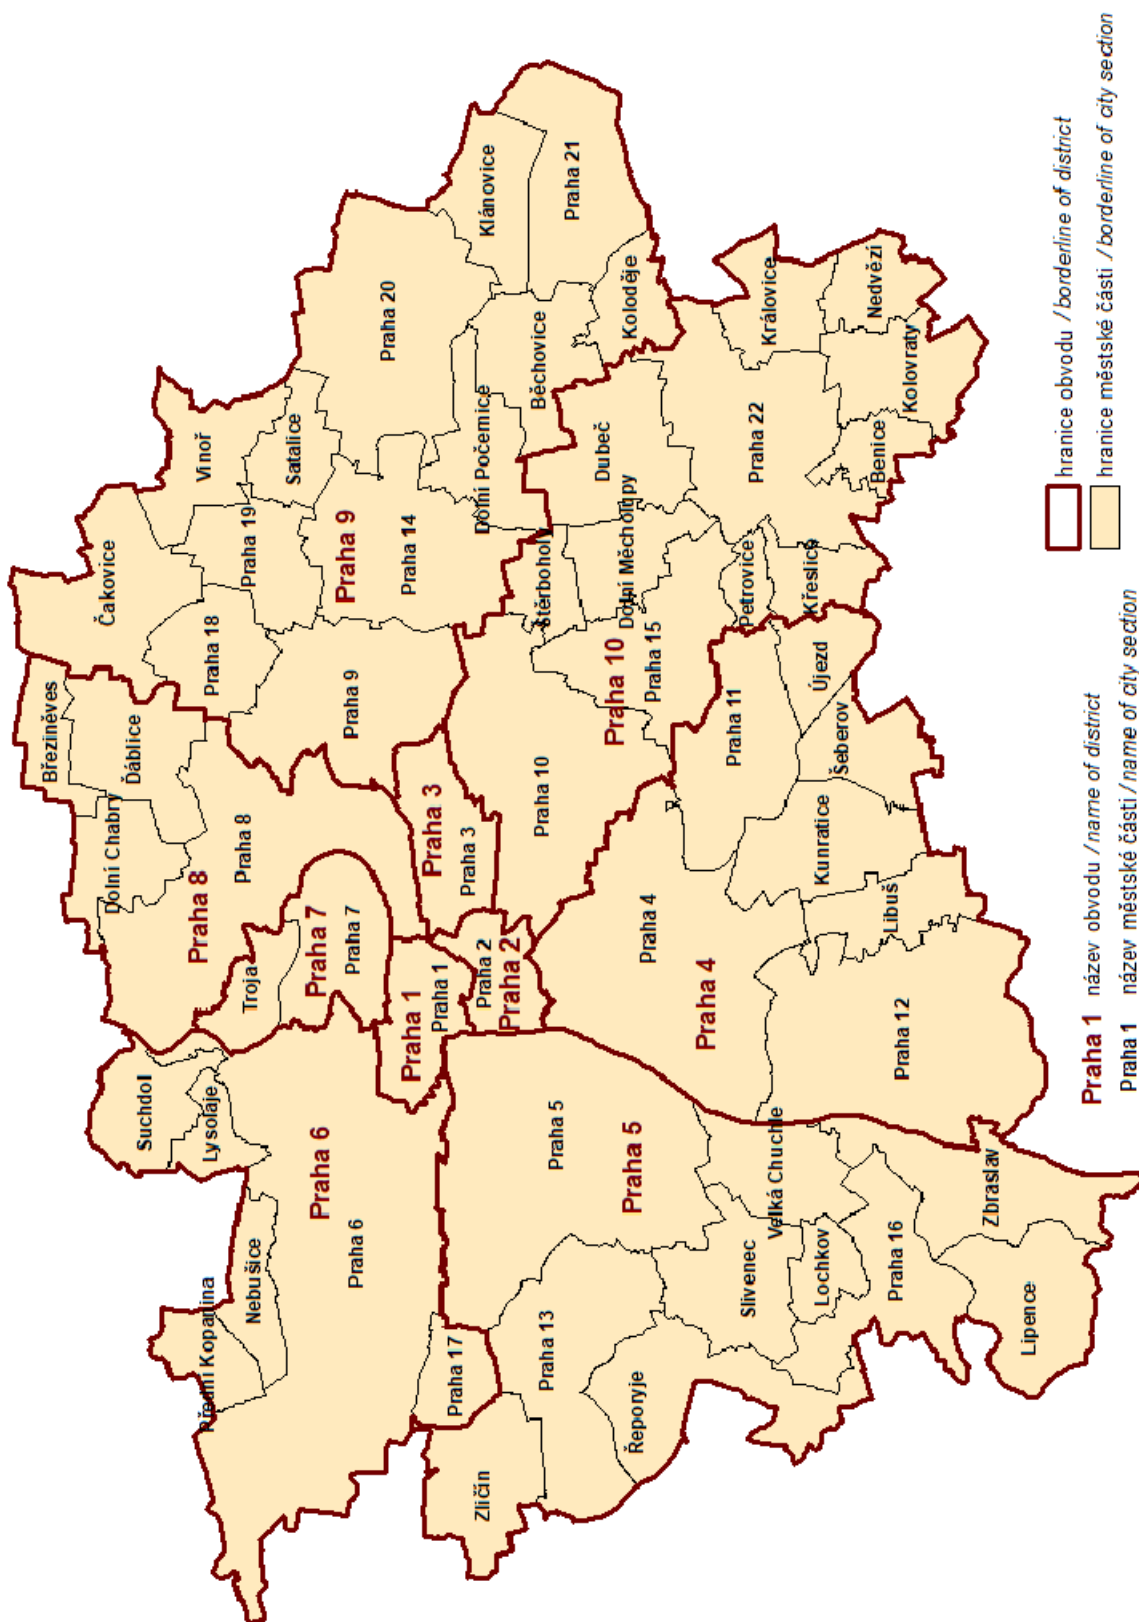 Březiněves
Čakovice
Ďáblice
Dolní Chabry
Praha 18
Vinoř
Suchdol
Praha 8
Praha 8
Praha 19
Satalice
Lysolaje
Troja
Přední Kopanina
Nebušice
Praha 7
Praha 7
Praha 9
Praha 9
Praha 14
Praha 20
Klánovice
Praha 6
Praha 6
Praha 1
Praha 1
Praha 3
Praha 3
Dolní Počernice
Běchovice
Praha 21
Praha 17
Zličín
Praha 2
Praha 2
Praha 10
Praha 10
Štěrboholy
Dubeč
Koloděje
Praha 13
Praha 5
Praha 5
Praha 4
Praha 4
Praha 15
Dolní Měcholupy
Řeporyje
Praha 11
Petrovice
Praha 22
Královice
Slivenec
Velká Chuchle
Lochkov
Kunratice
Šeberov
Újezd
Křeslice
Nedvězí
Praha 16
Praha 12
Libuš
Benice
Kolovraty
Lipence
Zbraslav
Praha 1 název obvodu / name of district
Praha 1 název městské části / name of city section
hranice obvodu / borderline of district
hranice městské části / borderline of city section